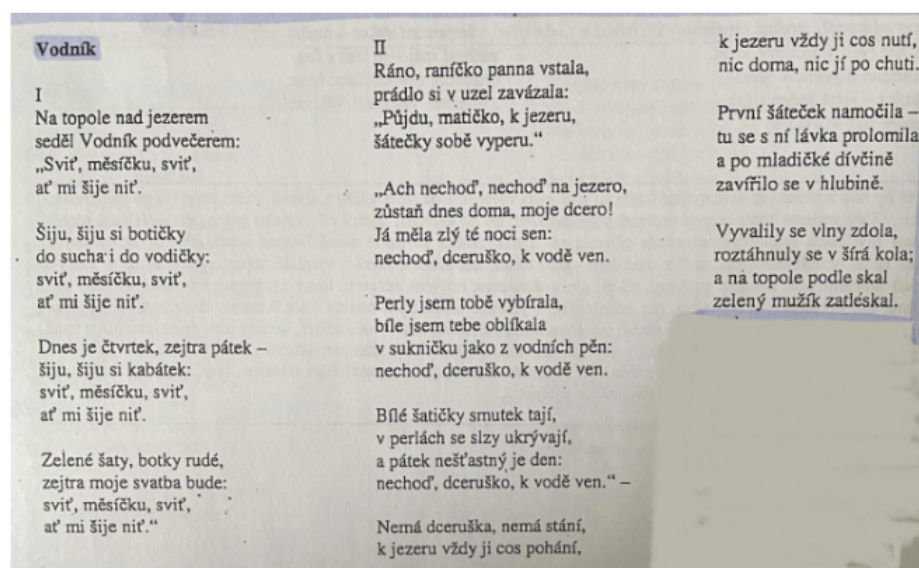 Vodník
I
Na topole nad jezerem
seděl Vodník podvečerem:
„Sviť, měsíčku, sviť,
ať mi šije niť.
Šiju, šiju si botičky
do sucha i do vodičky:
sviť, měsíčku, sviť,
ať mi šije niť.
Dnes je čtvrtek, zejtra pátek –
šiju, šiju si kabátek:
sviť, měsíčku, sviť,
ať mi šije niť.
Zelené šaty, botky rudé,
zejtra moje svatba bude:
sviť, měsíčku, sviť,
ať mi šije niť.“
II
Ráno, raníčko panna vstala,
prádlo si v uzel zavázala:
„Půjdu, matičko, k jezeru,
šátečky sobě vyperu.“
„Ach nechoď, nechoď na jezero,
zůstaň dnes doma, moje dcero!
Já měla zlý té noci sen:
nechoď, dceruško, k vodě ven.
Perly jsem tobě vybírala,
bíle jsem tebe oblíkala
v sukničku jako z vodních pěn:
nechoď, dceruško, k vodě ven.
Bílé šatičky smutek tají,
v perlách se slzy ukrývají,
a pátek nešťastný je den:
nechoď, dceruško, k vodě ven.“ –
Nemá dceruška, nemá stání,
k jezeru vždy ji cos pohání,
k jezeru vždy ji cos nutí,
nic doma, nic jí po chuti.
První šáteček namočila –
tu se s ní lávka prolomila
a po mladičké dívčině
zavířilo se v hlubině.
Vyvalily se vlny zdola,
roztáhnuly se v šírá kola;
a na topole podle skal
zelený mužík zatleskal.